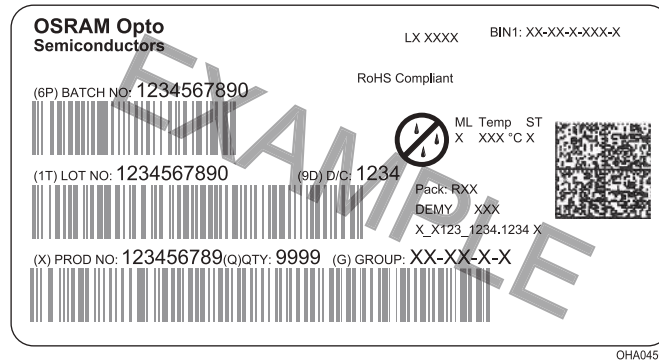 OSRAM Opto
Semiconductors
LX XXXX
BIN1: XX-XX-X-XXX-X
RoHS Compliant
(6P) BATCH NO: 1234567890
ML Temp ST
X XXX °C X
(1T) LOT NO: 1234567890
(9D) D/C: 1234
Pack: RXX
DEMY XXX
X_X123_1234.1234 X
(X) PROD NO: 123456789(Q)QTY: 9999 (G) GROUP: XX-XX-X-X
EXAMPLE